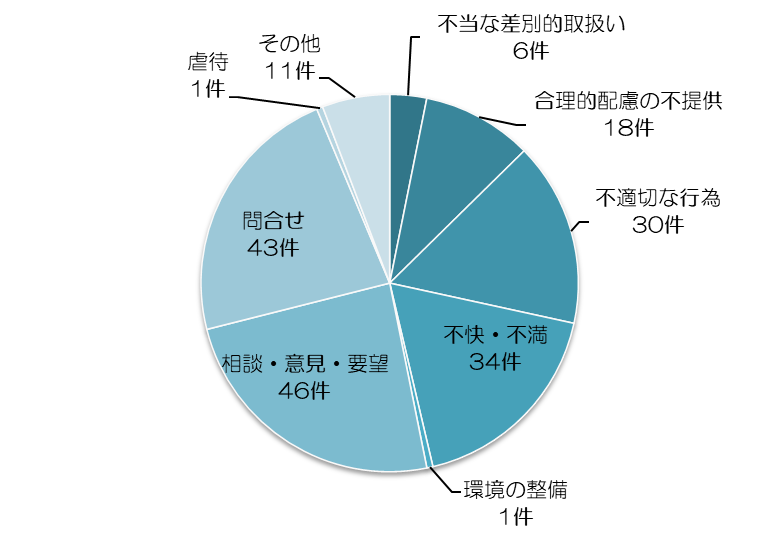 不当な差別的取扱い
6件
合理的配慮の不提供
18件
不適切な行為
30件
不快・不満
34件
環境の整備
1件
相談・意見・要望
46件
問合せ
43件
虐待
1件
その他
11件